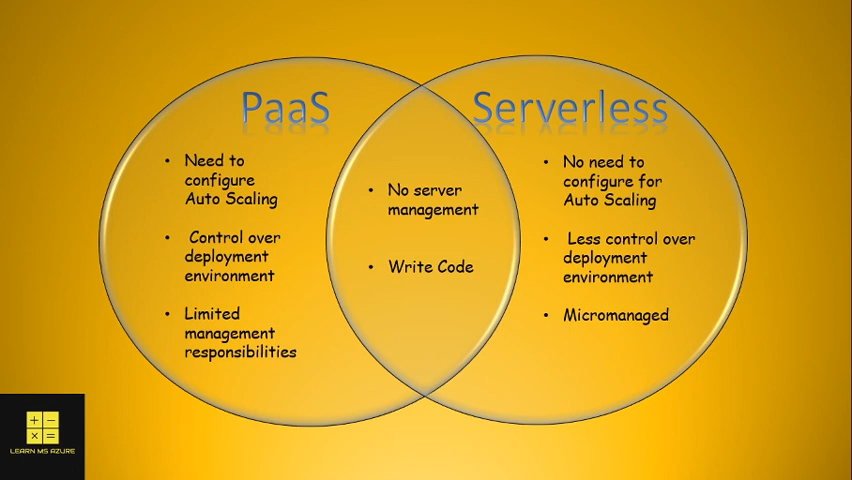 PaaS
Need to
configure
Auto Scaling
Control over
deployment
environment
Limited
management
responsibilities
No server
management
Write Code
Serverless
No need to
configure for
Auto Scaling
Less control over
deployment
environment
Micromanaged
LEARN MS AZURE